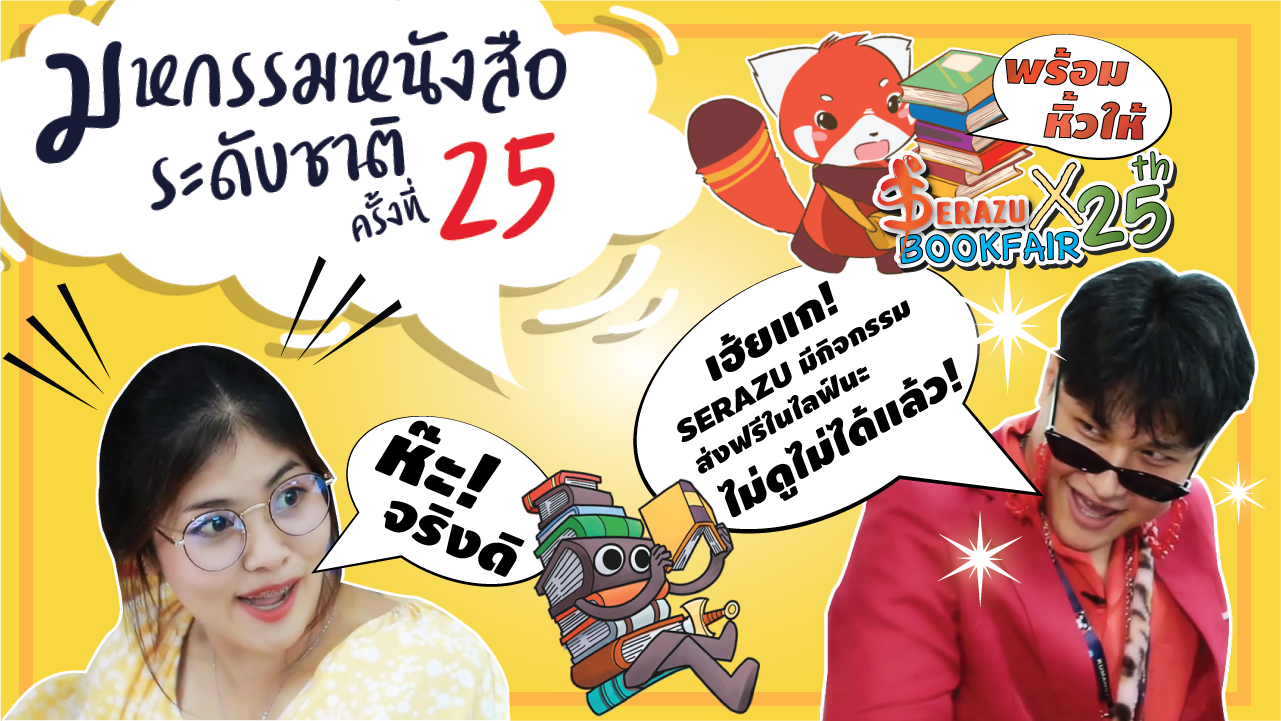 มหกรรมหนังสือ
ระดับชาติ
ครั้งที่ 25
พร้อม
หิ้วให้
SERAZU X 25th
BOOKFAIR
เฮ้ยแก!
SERAZU มีกิจกรรม
ส่งฟรีในไลฟ์นะ
ไม่ดูไม่ได้แล้ว!
ห๊ะ!
จริงดิ